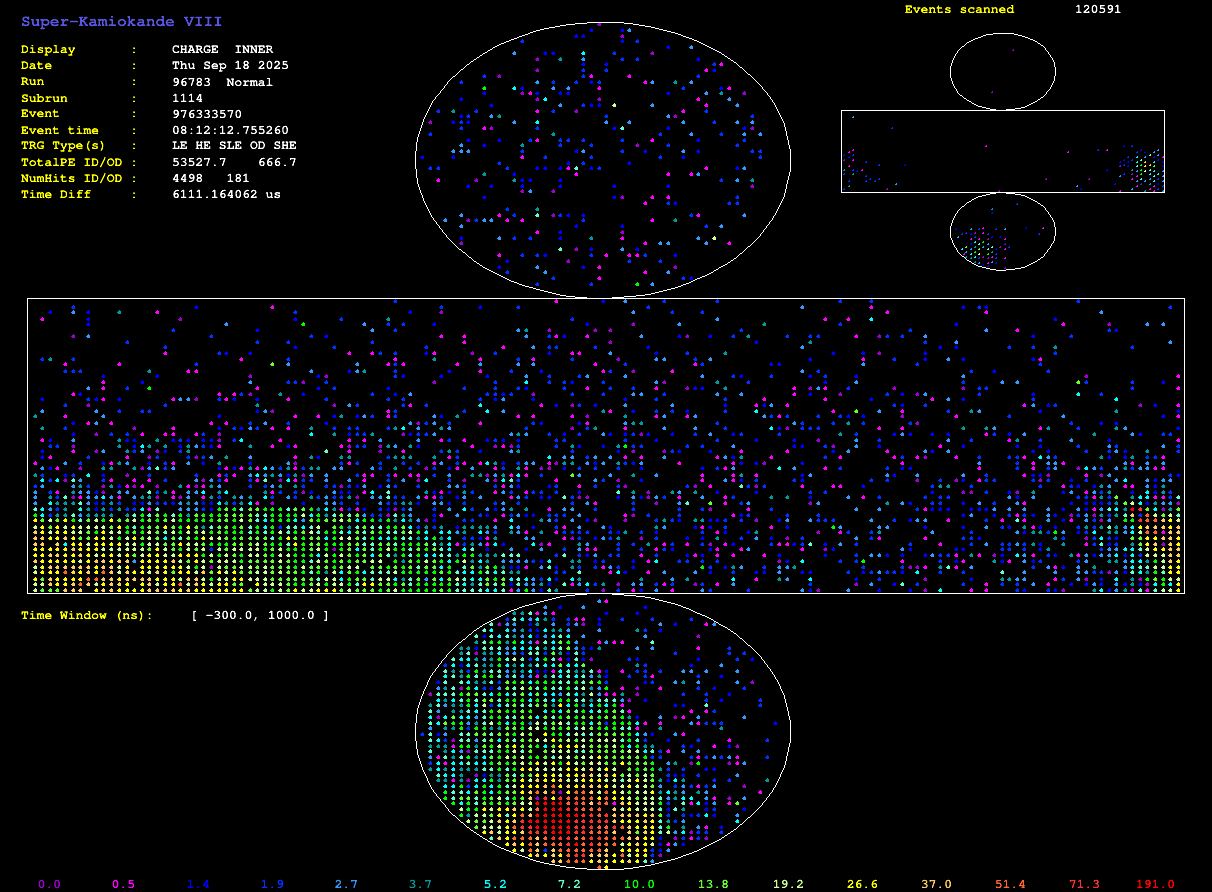 Super-Kamiokande VIII
Events scanned 120591
Display : CHARGE INNER
Date : Thu Sep 18 2025
Run : 96783 Normal
Subrun : 1114
Event : 976333570
Event time : 08:12:12.755260
TRG Type(s) : LE HE SLE OD SHE
TotalPE ID/OD : 53527.7 666.7
NumHits ID/OD : 4498 181
Time Diff : 6111.164062 us
Time Window (ns): [ -300.0, 1000.0 ]
0.0 0.5 1.4 1.9 2.7 3.7 5.2 7.2 10.0 13.8 19.2 26.6 37.0 51.4 71.3 191.0